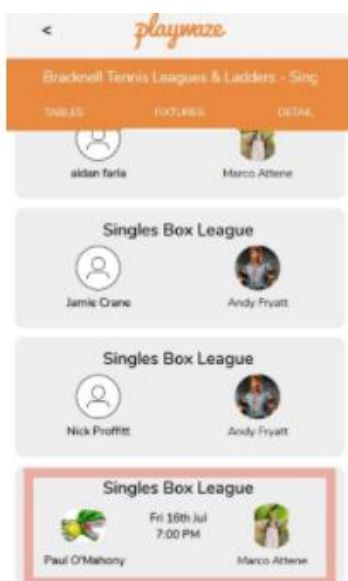 <
playwaze
Bracknell Tennis Leagues & Ladders - Sing
TABLES FIXTURES DETAIL
aidan farla Marco Attene
Singles Box League
Jamie Crane Andy Fryatt
Singles Box League
Nick Proffitt Andy Fryatt
Singles Box League
Fri 16th Jul
7:00 PM
Paul O'Mahony Marco Attene